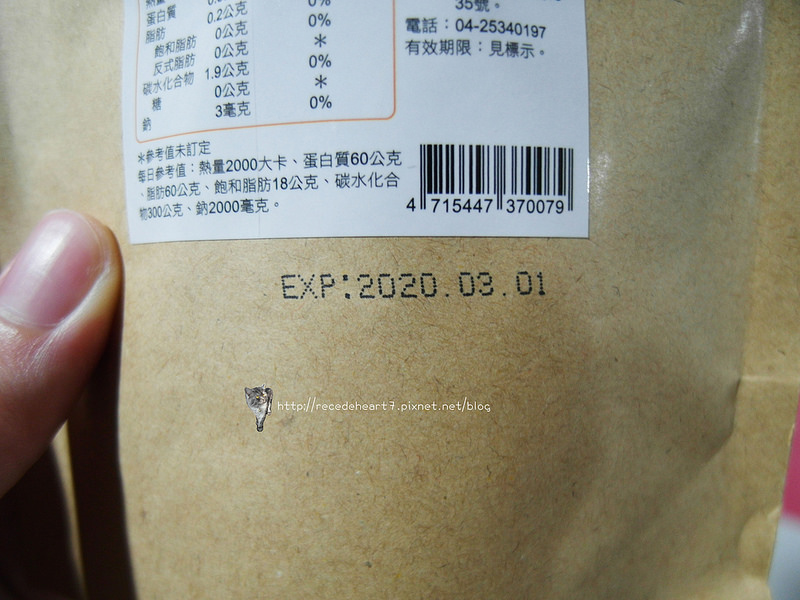 熱量
蛋白質 0.2公克 0%
脂肪 0公克 0%
飽和脂肪 0公克 *
反式脂肪 0公克 0%
碳水化合物 1.9公克 *
糖 0公克 0%
鈉 3毫克
35號。
電話：04-25340197
有效期限：見標示。
*參考值未訂定
每日參考值：熱量2000大卡、蛋白質60公克
、脂肪60公克、飽和脂肪18公克、碳水化合
物300公克、鈉2000毫克。
4 715447 370079
EXP:2020.03.01
http://recedeheart7.pixnet.net/blog